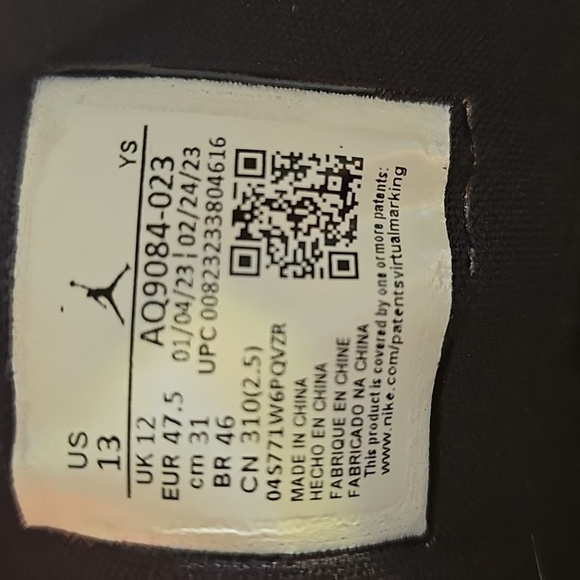 US
13
YS
UK 12
EUR 47.5
cm 31
BR 46
CN 310(2.5)
AQ9084-023
01/04/23 | 02/24/23
UPC 00823233804616
04S771W6PQVZR
MADE IN CHINA
HECHO EN CHINA
FABRIQUE EN CHINE
FABRICADO NA CHINA
This product is covered by one or more patents:
www.nike.com/patentsvirtualmarking